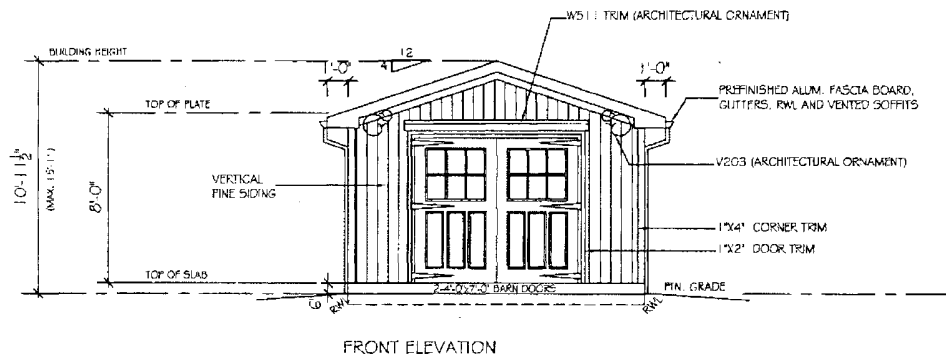 W511 TRIM (ARCHITECTURAL ORNAMENT)
BUILDING HEIGHT
12
4
1'-0"
1'-0"
PREFINISHED ALUM. FASCIA BOARD,
GUTTERS, RWL AND VENTED SOFFITS
TOP OF PLATE
V203 (ARCHITECTURAL ORNAMENT)
VERTICAL
PINE SIDING
10'-1½"
(MAX. 15'-1")
8'-0"
1"X4" CORNER TRIM
1"X2" DOOR TRIM
TOP OF SLAB
2-4'-0"x7'-0" BARN DOORS
FIN. GRADE
6"
RWL
RWL
FRONT ELEVATION